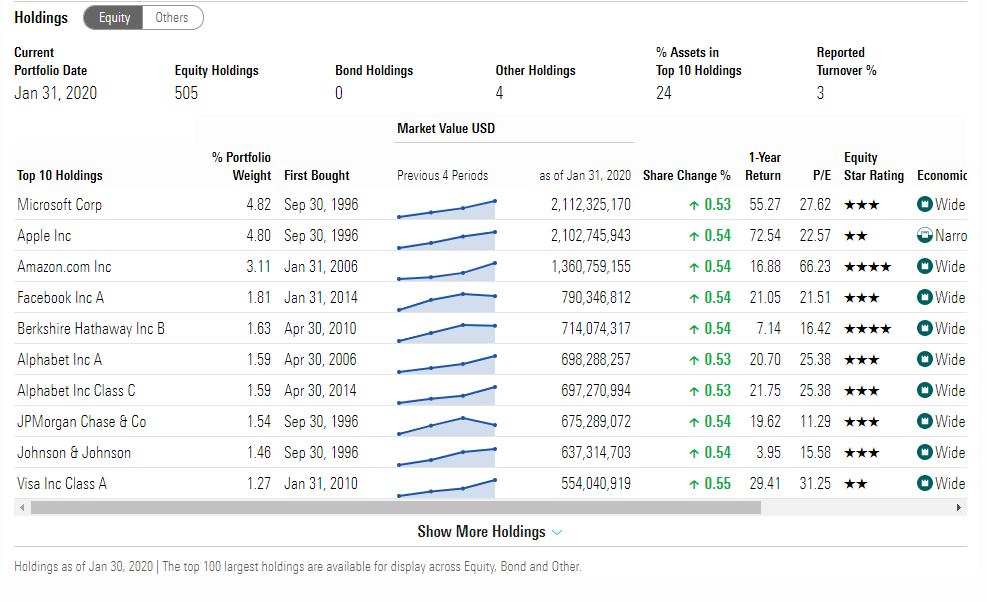 Holdings Equity Others
Current
Portfolio Date Equity Holdings Bond Holdings Other Holdings % Assets in Top 10 Holdings Reported Turnover %
Jan 31, 2020 505 0 4 24 3
Market Value USD
Top 10 Holdings % Portfolio Weight First Bought Previous 4 Periods as of Jan 31, 2020 Share Change % 1-Year Return P/E Equity Star Rating Economic
Microsoft Corp 4.82 Sep 30, 1996 2,112,325,170 0.53 55.27 27.62 ★★★ Wide
Apple Inc 4.80 Sep 30, 1996 2,102,745,943 0.54 72.54 22.57 ★★ Narro
Amazon.com Inc 3.11 Jan 31, 2006 1,360,759,155 0.54 16.88 66.23 ★★★★ Wide
Facebook Inc A 1.81 Jan 31, 2014 790,346,812 0.54 21.05 21.51 ★★★ Wide
Berkshire Hathaway Inc B 1.63 Apr 30, 2010 714,074,317 0.54 7.14 16.42 ★★★★ Wide
Alphabet Inc A 1.59 Apr 30, 2006 698,288,257 0.53 20.70 25.38 ★★★ Wide
Alphabet Inc Class C 1.59 Apr 30, 2014 697,270,994 0.53 21.75 25.38 ★★★ Wide
JPMorgan Chase & Co 1.54 Sep 30, 1996 675,289,072 0.54 19.62 11.29 ★★★ Wide
Johnson & Johnson 1.46 Sep 30, 1996 637,314,703 0.54 3.95 15.58 ★★★ Wide
Visa Inc Class A 1.27 Jan 31, 2010 554,040,919 0.55 29.41 31.25 ★★ Wide
Show More Holdings
Holdings as of Jan 30, 2020 | The top 100 largest holdings are available for display across Equity, Bond and Other.